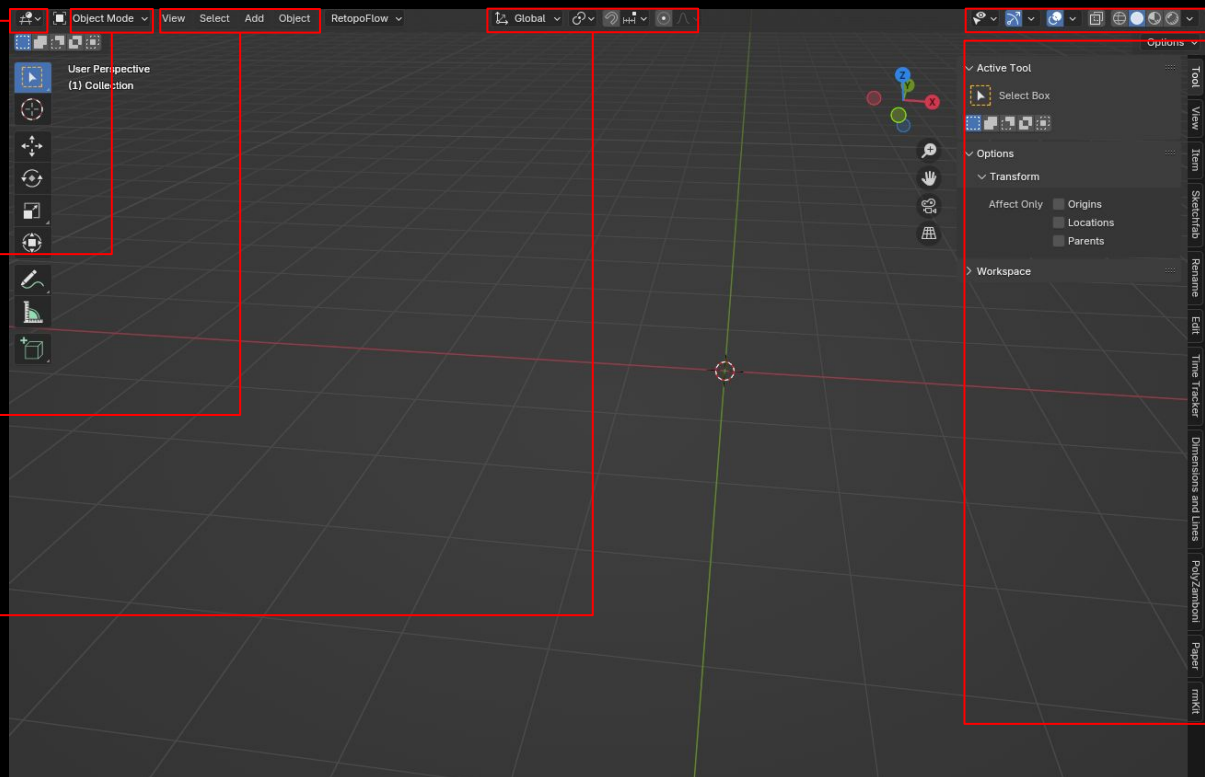 Object Mode View Select Add Object RetopoFlow Global
Options
User Perspective
(1) Collection
Z
Y
X
Active Tool
Select Box
Options
Transform
Affect Only Origins
Locations
Parents
Workspace
Tool
View
Item
Sketchfab
Rename
Edit
Time Tracker
Dimensions and Lines
PolyZamboni
Paper
rmKit